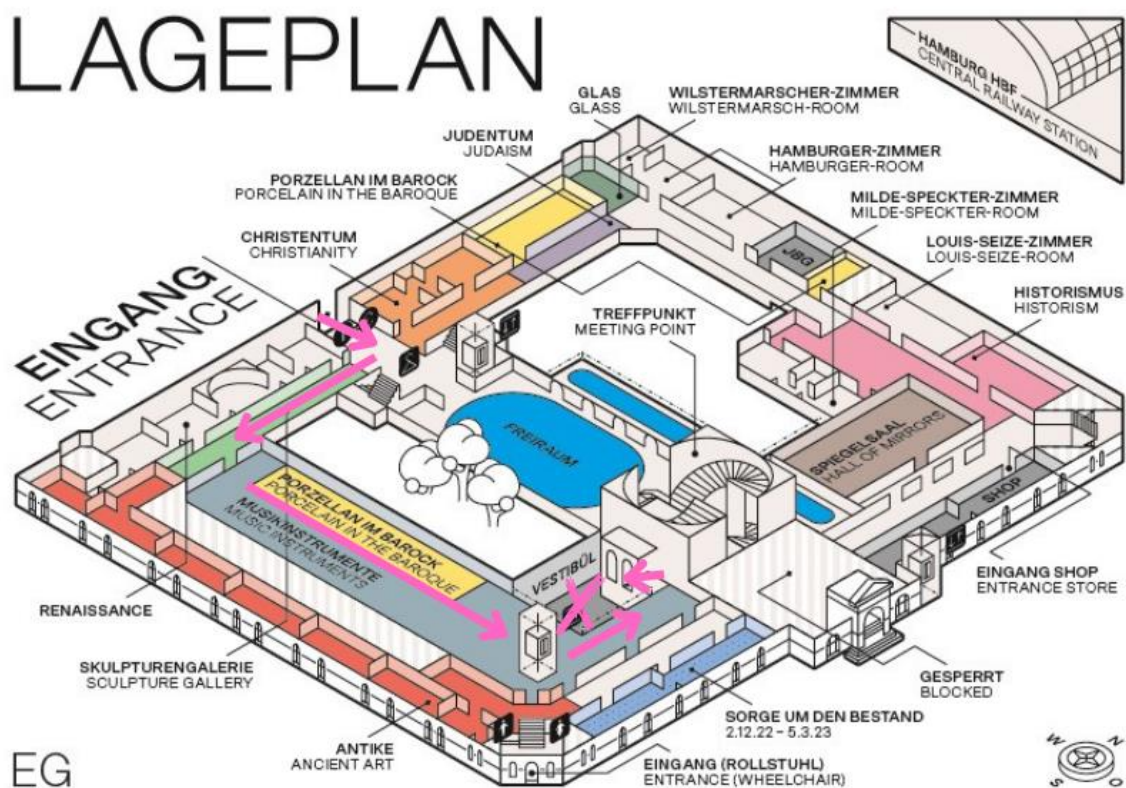 LAGEPLAN
HAMBURG HBF
CENTRAL RAILWAY STATION
GLAS
GLASS
WILSTERMARSCHER-ZIMMER
WILSTERMARSCH-ROOM
JUDENTUM
JUDAISM
HAMBURGER-ZIMMER
HAMBURGER-ROOM
PORZELLAN IM BAROCK
PORCELAIN IN THE BAROQUE
MILDE-SPECKTER-ZIMMER
MILDE-SPECKTER-ROOM
CHRISTENTUM
CHRISTIANITY
LOUIS-SEIZE-ZIMMER
LOUIS-SEIZE-ROOM
JBG
EINGANG
ENTRANCE
TREFFPUNKT
MEETING POINT
HISTORISMUS
HISTORISM
FREIRAUM
SPIEGELSAAL
HALL OF MIRRORS
SHOP
PORZELLAN IM BAROCK
PORCELAIN IN THE BAROQUE
MUSIKINSTRUMENTE
MUSIC INSTRUMENTS
VESTIBÜL
EINGANG SHOP
ENTRANCE STORE
RENAISSANCE
SKULPTURENGALERIE
SCULPTURE GALLERY
GESPERRT
BLOCKED
SORGE UM DEN BESTAND
2.12.22 – 5.3.23
ANTIKE
ANCIENT ART
EINGANG (ROLLSTUHL)
ENTRANCE (WHEELCHAIR)
EG
W
N
S
O